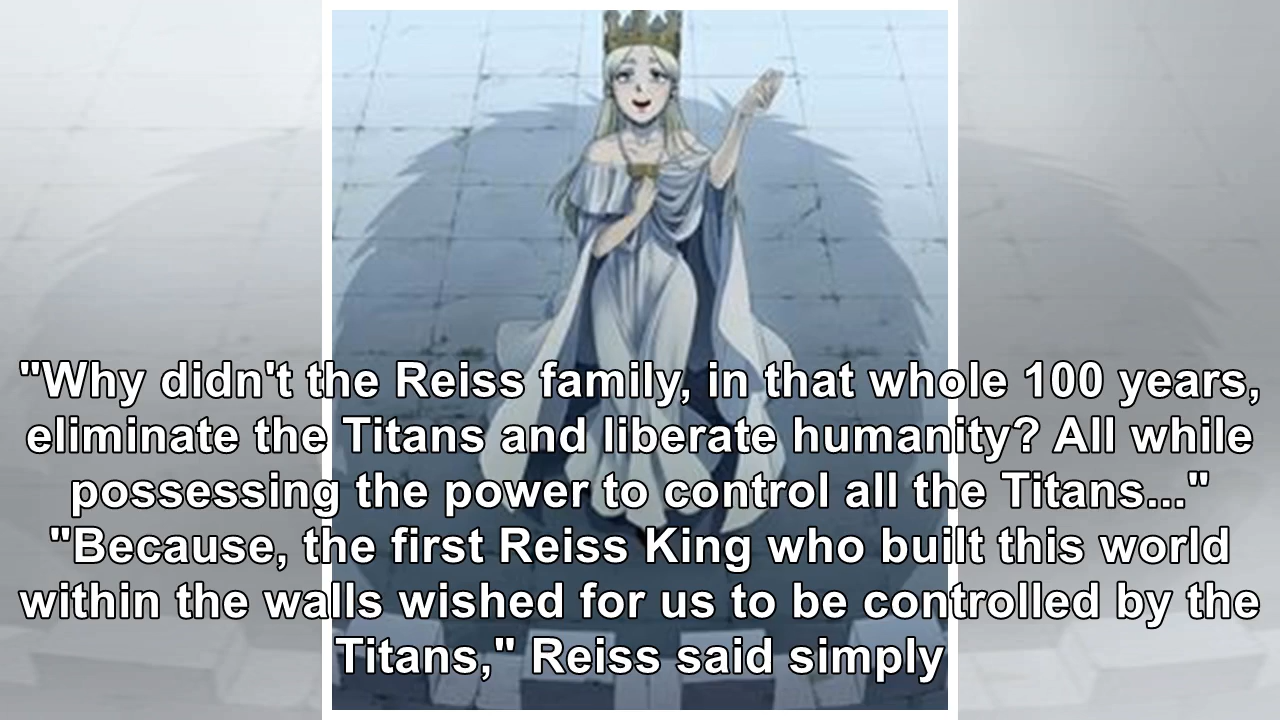 "Why didn't the Reiss family, in that whole 100 years,
eliminate the Titans and liberate humanity? All while
possessing the power to control all the Titans..."
"Because, the first Reiss King who built this world
within the walls wished for us to be controlled by the
Titans," Reiss said simply